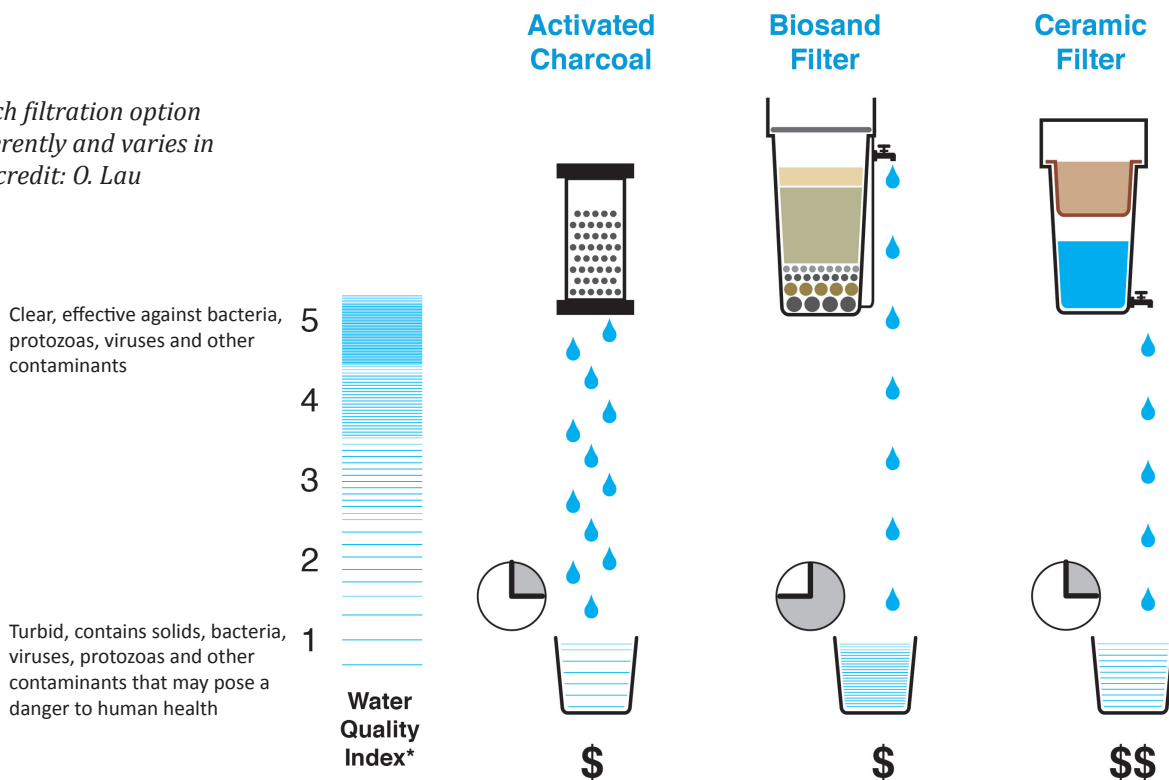 Activated
Charcoal
Biosand
Filter
Ceramic
Filter
ch filtration option
erently and varies in
credit: O. Lau
Clear, effective against bacteria,
protozoas, viruses and other
contaminants
5
4
3
2
1
Turbid, contains solids, bacteria,
viruses, protozoas and other
contaminants that may pose a
danger to human health
Water
Quality
Index*
$
$
$$